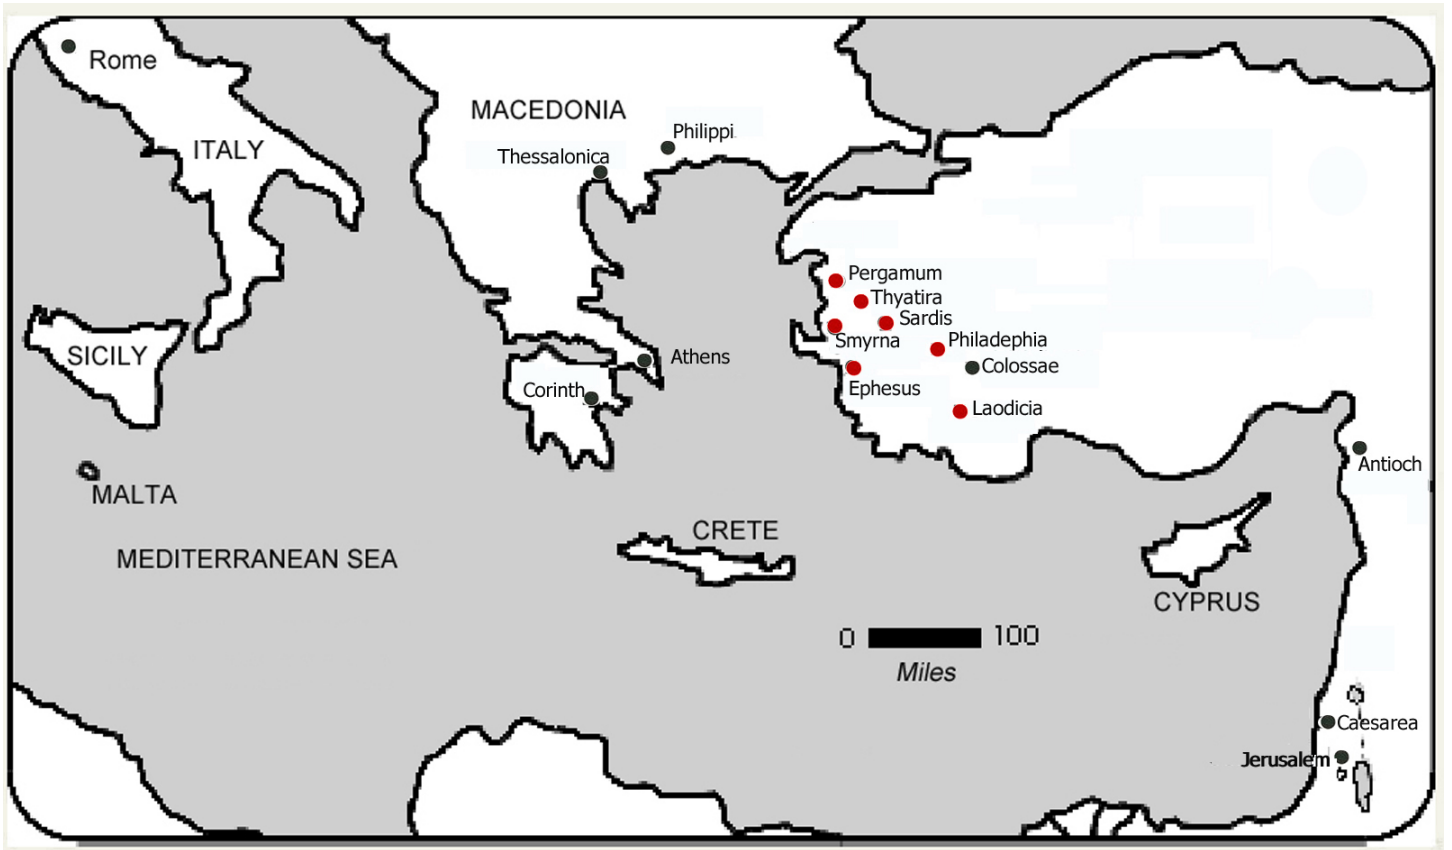 Rome
MACEDONIA
Philippi
ITALY
Thessalonica
Pergamum
Thyatira
Sardis
Smyrna
Philadephia
SICILY
Athens
Colossae
Corinth
Ephesus
Laodicia
Antioch
MALTA
CRETE
MEDITERRANEAN SEA
CYPRUS
0 100
Miles
Caesarea
Jerusalem